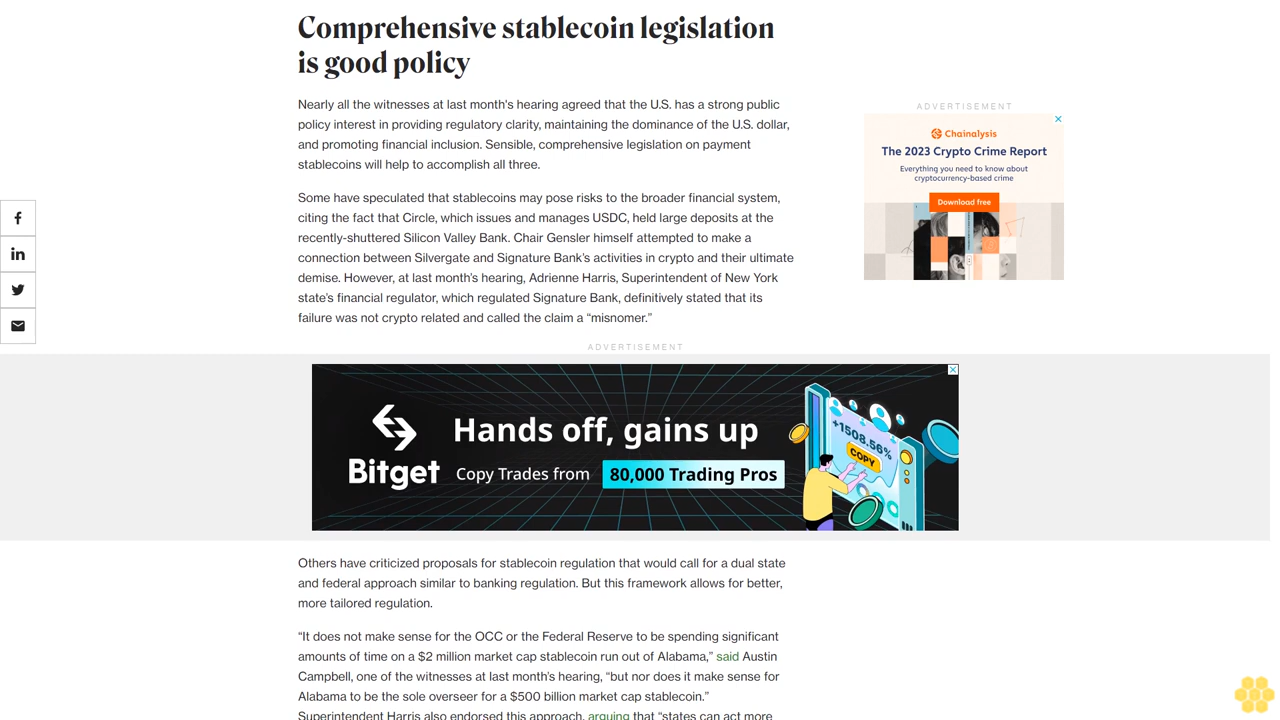 Comprehensive stablecoin legislation
is good policy
Nearly all the witnesses at last month's hearing agreed that the U.S. has a strong public
policy interest in providing regulatory clarity, maintaining the dominance of the U.S. dollar,
and promoting financial inclusion. Sensible, comprehensive legislation on payment
stablecoins will help to accomplish all three.
Some have speculated that stablecoins may pose risks to the broader financial system,
citing the fact that Circle, which issues and manages USDC, held large deposits at the
recently-shuttered Silicon Valley Bank. Chair Gensler himself attempted to make a
connection between Silvergate and Signature Bank’s activities in crypto and their ultimate
demise. However, at last month’s hearing, Adrienne Harris, Superintendent of New York
state’s financial regulator, which regulated Signature Bank, definitively stated that its
failure was not crypto related and called the claim a “misnomer.”
ADVERTISEMENT
Chainalysis
The 2023 Crypto Crime Report
Everything you need to know about
cryptocurrency-based crime
Download free
ADVERTISEMENT
Bitget
Hands off, gains up
Copy Trades from 80,000 Trading Pros
+1508.56%
COPY
Others have criticized proposals for stablecoin regulation that would call for a dual state
and federal approach similar to banking regulation. But this framework allows for better,
more tailored regulation.
“It does not make sense for the OCC or the Federal Reserve to be spending significant
amounts of time on a $2 million market cap stablecoin run out of Alabama,” said Austin
Campbell, one of the witnesses at last month’s hearing, “but nor does it make sense for
Alabama to be the sole overseer for a $500 billion market cap stablecoin.”
Superintendent Harris also endorsed this approach, arguing that “states can act more